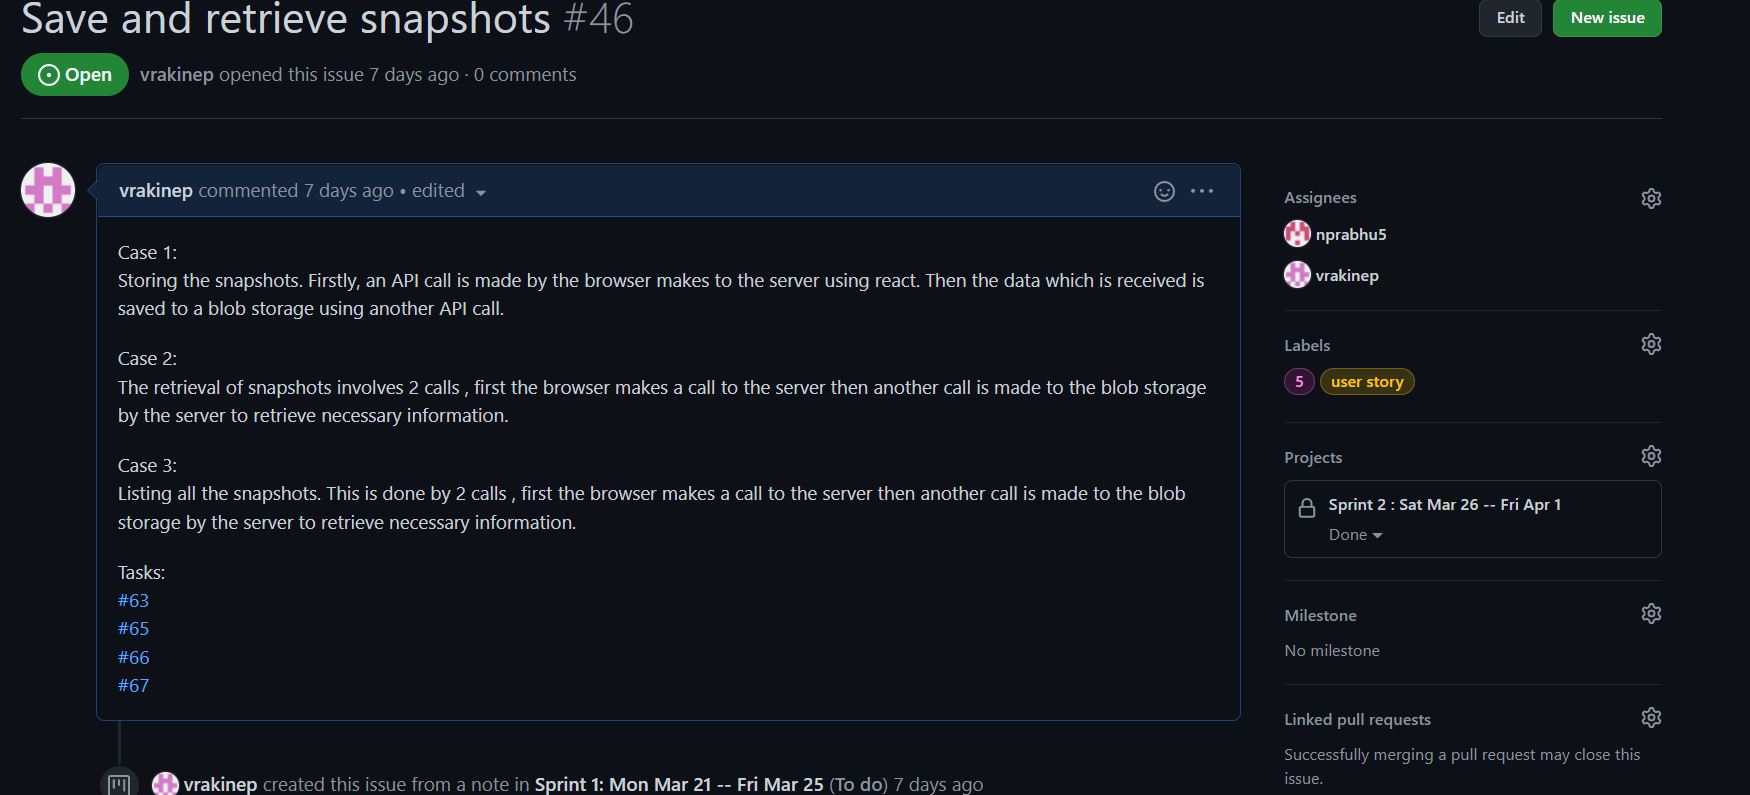 Save and retrieve snapshots #46
Edit
New issue
Open
vrakinep opened this issue 7 days ago · 0 comments
vrakinep commented 7 days ago • edited
Case 1:
Storing the snapshots. Firstly, an API call is made by the browser makes to the server using react. Then the data which is received is
saved to a blob storage using another API call.
Case 2:
The retrieval of snapshots involves 2 calls , first the browser makes a call to the server then another call is made to the blob storage
by the server to retrieve necessary information.
Case 3:
Listing all the snapshots. This is done by 2 calls , first the browser makes a call to the server then another call is made to the blob
storage by the server to retrieve necessary information.
Tasks:
#63
#65
#66
#67
vrakinep created this issue from a note in Sprint 1: Mon Mar 21 -- Fri Mar 25 (To do) 7 days ago
Assignees
nprabhu5
vrakinep
Labels
5 user story
Projects
Sprint 2 : Sat Mar 26 -- Fri Apr 1
Done
Milestone
No milestone
Linked pull requests
Successfully merging a pull request may close this
issue.